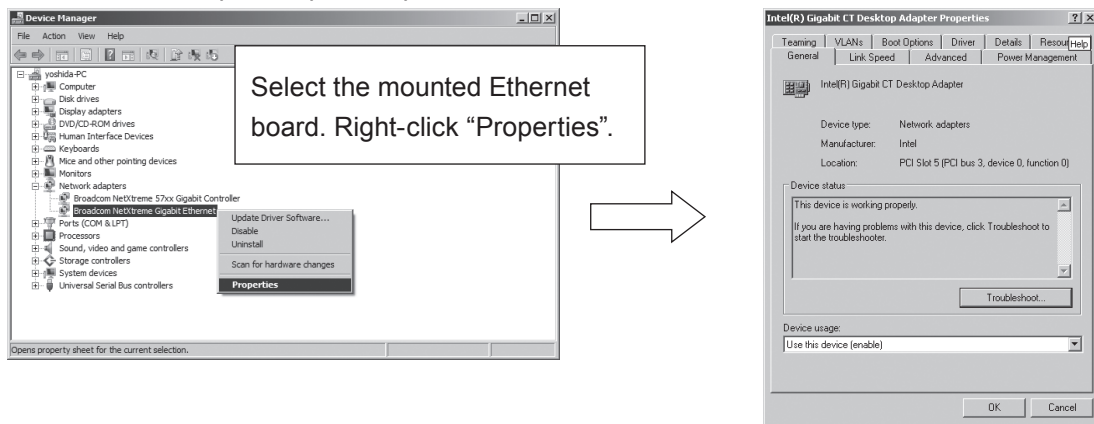 Device Manager
File Action View Help
yoshida-PC
Computer
Disk drives
Display adapters
DVD/CD-ROM drives
Human Interface Devices
Keyboards
Mice and other pointing devices
Monitors
Network adapters
Broadcom NetXtreme 57xx Gigabit Controller
Broadcom NetXtreme Gigabit Ethernet
Ports (COM & LPT)
Processors
Sound, video and game controllers
Storage controllers
System devices
Universal Serial Bus controllers
Update Driver Software...
Disable
Uninstall
Scan for hardware changes
Properties
Opens property sheet for the current selection.
Select the mounted Ethernet
board. Right-click “Properties”.
Intel(R) Gigabit CT Desktop Adapter Properties
Teaming VLANs Boot Options Driver Details Resour Help
General Link Speed Advanced Power Management
Intel(R) Gigabit CT Desktop Adapter
Device type: Network adapters
Manufacturer: Intel
Location: PCI Slot 5 (PCI bus 3, device 0, function 0)
Device status
This device is working properly.
If you are having problems with this device, click Troubleshoot to
start the troubleshooter.
Troubleshoot...
Device usage:
Use this device (enable)
OK Cancel